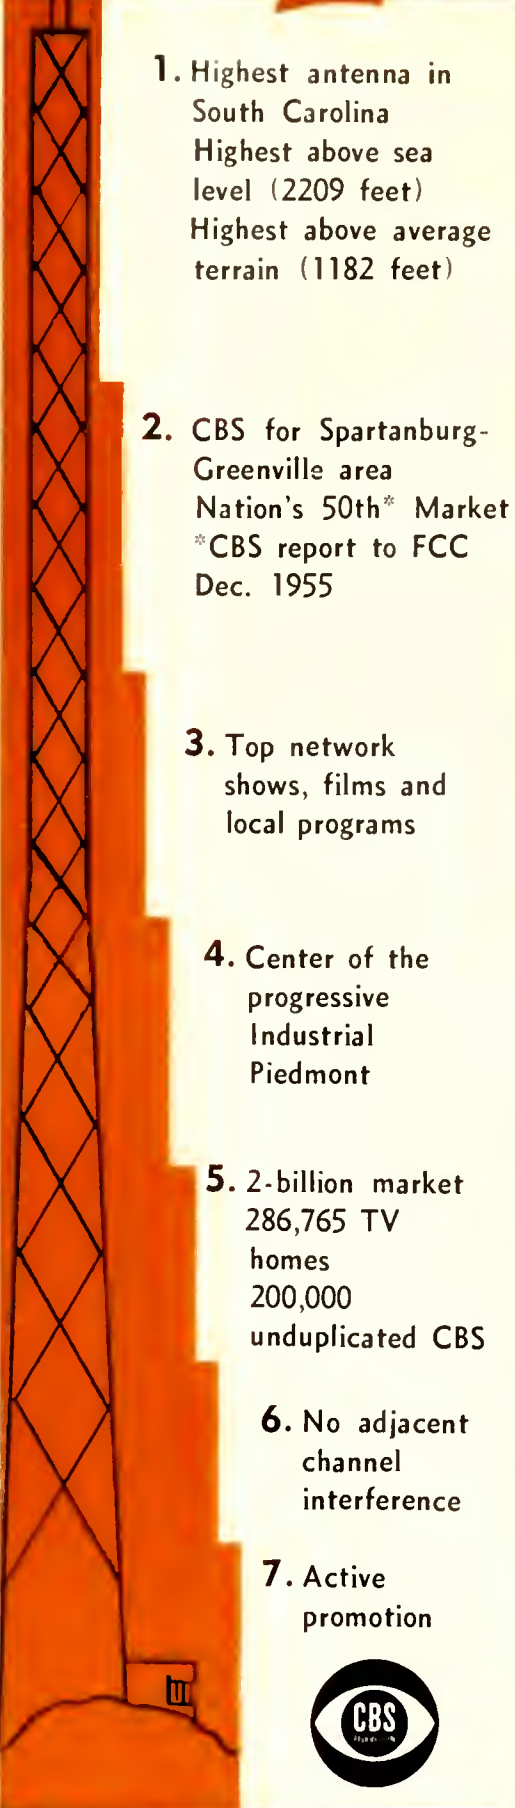 1. Highest antenna in
South Carolina
Highest above sea
level (2209 feet)
Highest above average
terrain (1182 feet)
2. CBS for Spartanburg-
Greenville area
Nation's 50th* Market
*CBS report to FCC
Dec. 1955
3. Top network
shows, films and
local programs
4. Center of the
progressive
Industrial
Piedmont
5. 2-billion market
286,765 TV
homes
200,000
unduplicated CBS
6. No adjacent
channel
interference
7. Active
promotion
CBS